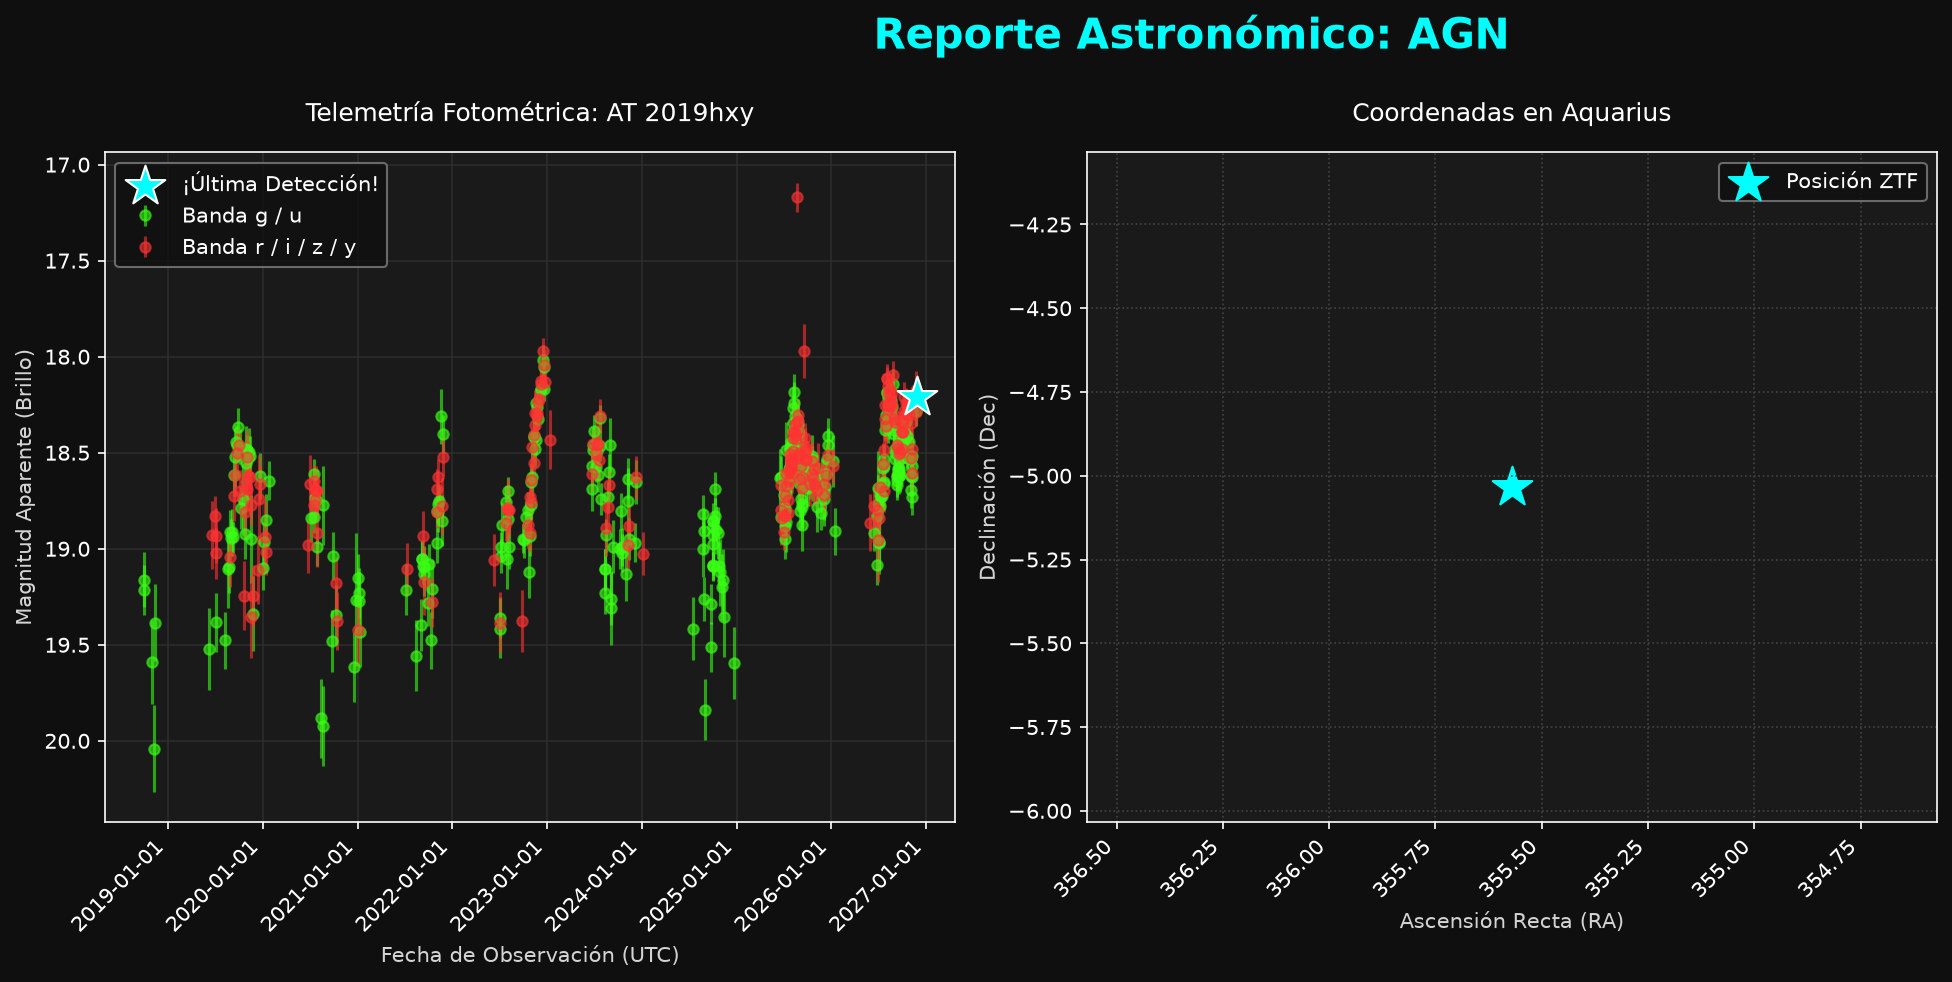 Reporte Astronómico: AGN
Telemetría Fotométrica: AT 2019hxy
¡Última Detección!
Banda g / u
Banda r / i / z / y
Magnitud Aparente (Brillo)
17.0
17.5
18.0
18.5
19.0
19.5
20.0
2019-01-01
2020-01-01
2021-01-01
2022-01-01
2023-01-01
2024-01-01
2025-01-01
2026-01-01
2027-01-01
Fecha de Observación (UTC)
Coordenadas en Aquarius
Posición ZTF
Declinación (Dec)
−4.25
−4.50
−4.75
−5.00
−5.25
−5.50
−5.75
−6.00
356.50
356.25
356.00
355.75
355.50
355.25
355.00
354.75
Ascensión Recta (RA)